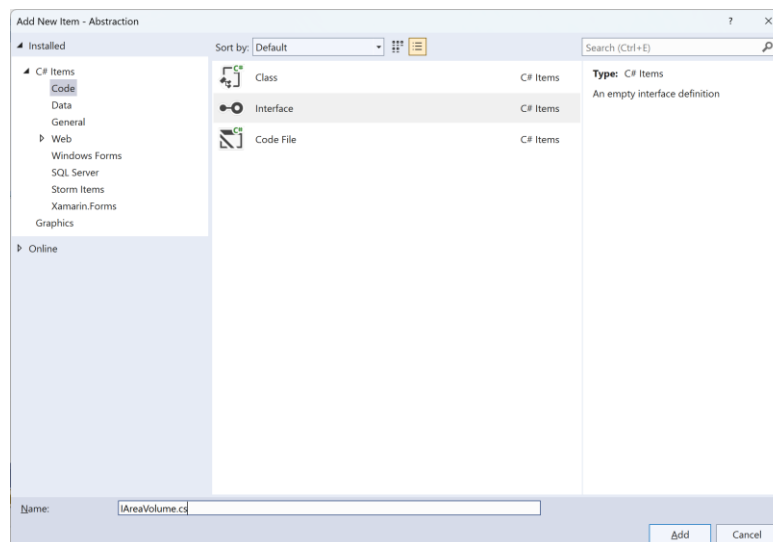 Add New Item - Abstraction
? ×
Installed
Sort by: Default
Search (Ctrl+E)
C# Items
Code
Data
General
Web
Windows Forms
SQL Server
Storm Items
Xamarin.Forms
Graphics
Online
C# Class C# Items
Interface C# Items
C# Code File C# Items
Type: C# Items
An empty interface definition
Name: IAreaVolume.cs
Add Cancel